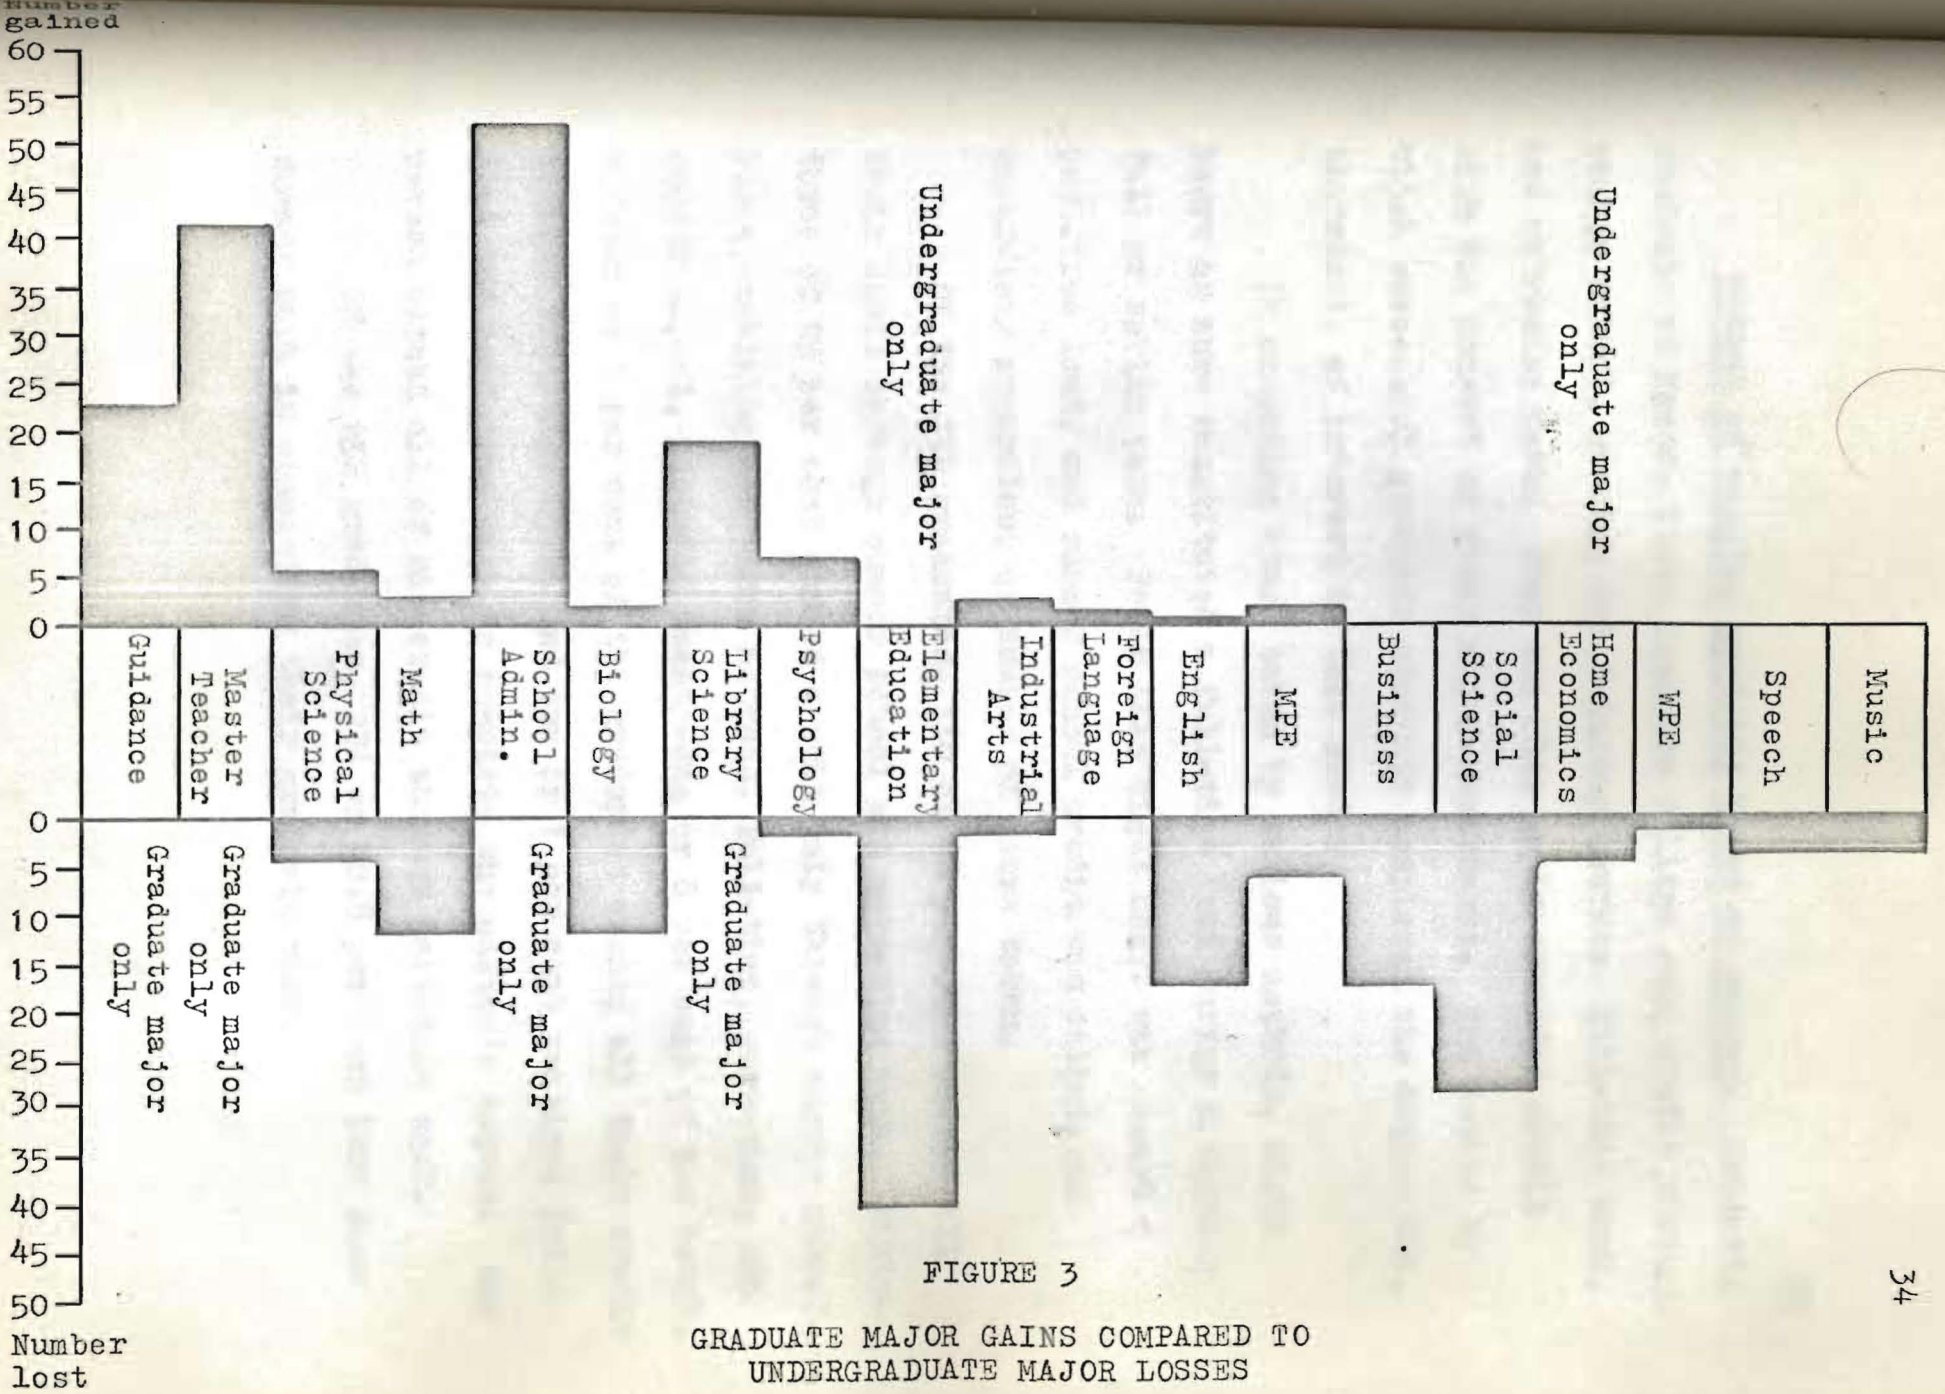 Number
gained
60
55
50
45
40
35
30
25
20
15
10
5
0
Undergraduate major
only
Undergraduate major
only
Guidance
Master
Teacher
Physical
Science
Math
School
Admin.
Biology
Library
Science
Psychology
Elementary
Education
Industrial
Arts
Foreign
Language
English
MPE
Business
Social
Science
Home
Economics
WPE
Speech
Music
0
5
10
15
20
25
30
35
40
45
50
Graduate major
only
Graduate major
only
Graduate major
only
Graduate major
only
Number
lost
FIGURE 3
GRADUATE MAJOR GAINS COMPARED TO
UNDERGRADUATE MAJOR LOSSES
34